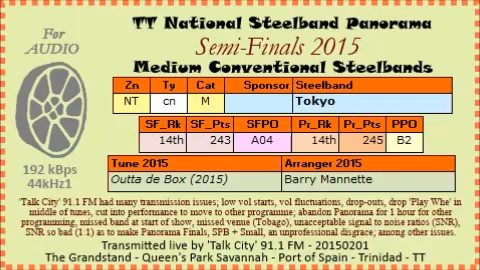 For
AUDIO
TT National Steelband Panorama
Semi-Finals 2015
Medium Conventional Steelbands
Zn Ty Cat Sponsor Steelband
NT cn M Tokyo
SF_Rk SF_Pts SFPO Pr_Rk Pr_Pts PPO
14th 243 A04 14th 245 B2
Tune 2015 Arranger 2015
Outta de Box (2015) Barry Mannette
192 kBps
44kHz1
'Talk City' 91.1 FM had many transmission issues; low vol starts, vol fluctuations, drop-outs, drop 'Play Whe' in
middle of tunes, cut into performance to move to other programme; abandon Panorama for 1 hour for other
programming, missed band at start of show, missed venue (Tobago), unacceptable signal to noise ratios (SNR),
SNR so bad (1:1) as to make Panorama Finals, SPB + Small, an unprofessional disgrace; among other issues.
Transmitted live by 'Talk City' 91.1 FM - 20150201
The Grandstand - Queen's Park Savannah - Port of Spain - Trinidad - TT